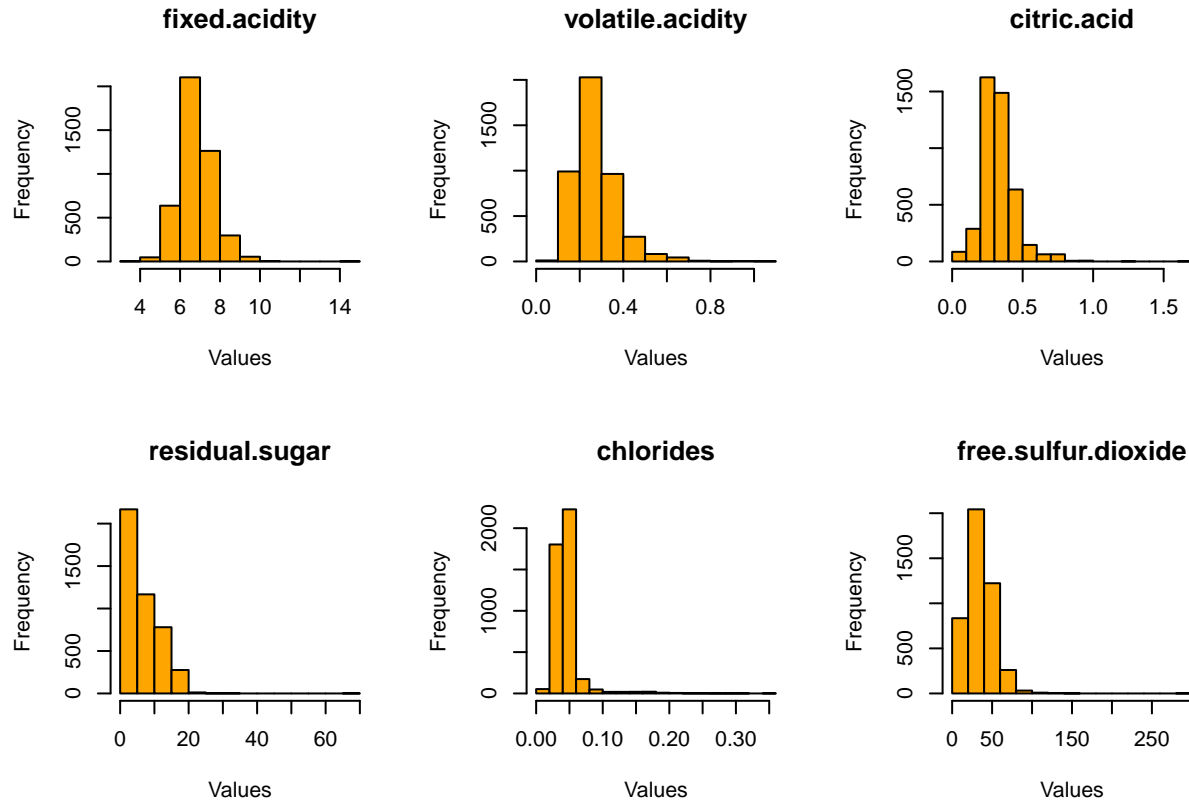 fixed.acidity
Frequency
0 500 1500
4 6 8 10 14
Values
volatile.acidity
Frequency
0 500 1500
0.0 0.4 0.8
Values
citric.acid
Frequency
0 500 1500
0.0 0.5 1.0 1.5
Values
residual.sugar
Frequency
0 500 1500
0 20 40 60
Values
chlorides
Frequency
0 1000 2000
0.00 0.10 0.20 0.30
Values
free.sulfur.dioxide
Frequency
0 500 1500
0 50 150 250
Values